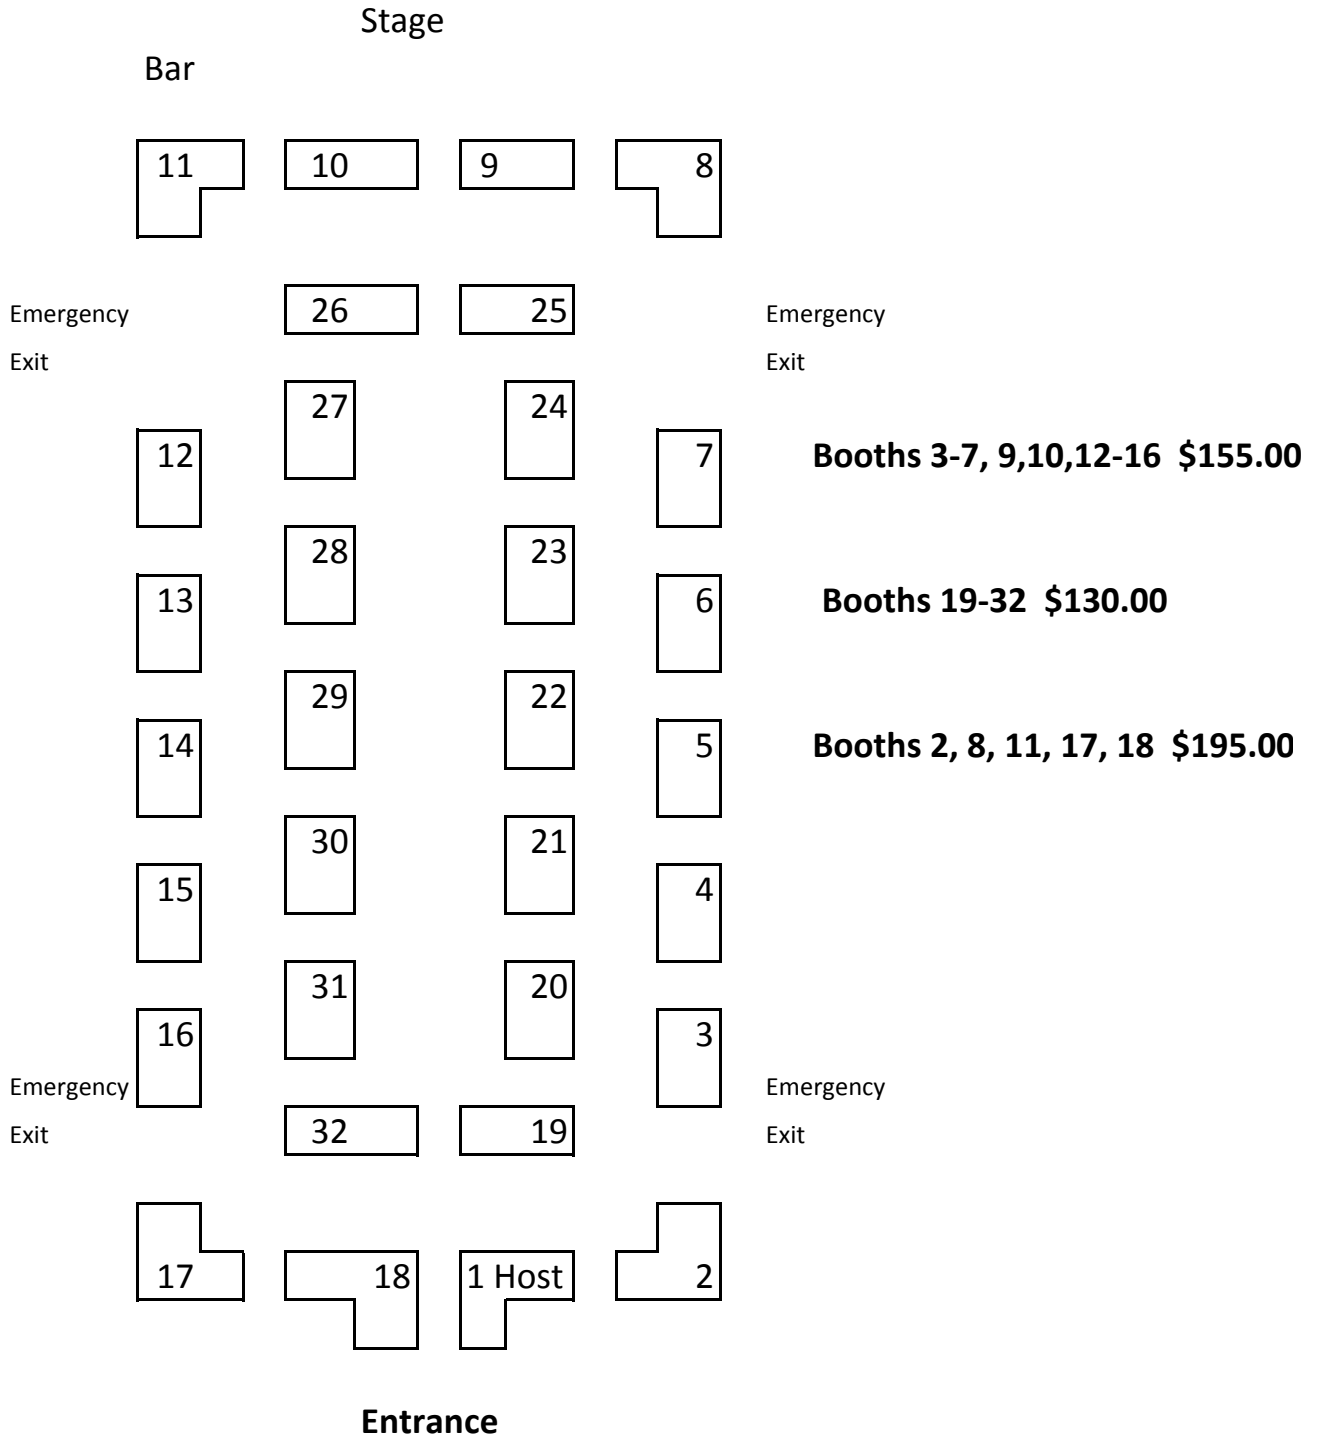 Stage
Bar
11 10 9 8
Emergency 26 25 Emergency
Exit Exit
27 24
12 7 Booths 3-7, 9,10,12-16 $155.00
28 23
13 6 Booths 19-32 $130.00
29 22
14 5 Booths 2, 8, 11, 17, 18 $195.00
30 21
15 4
31 20
16 3
Emergency Emergency
Exit 32 19 Exit
17 18 1 Host 2
Entrance